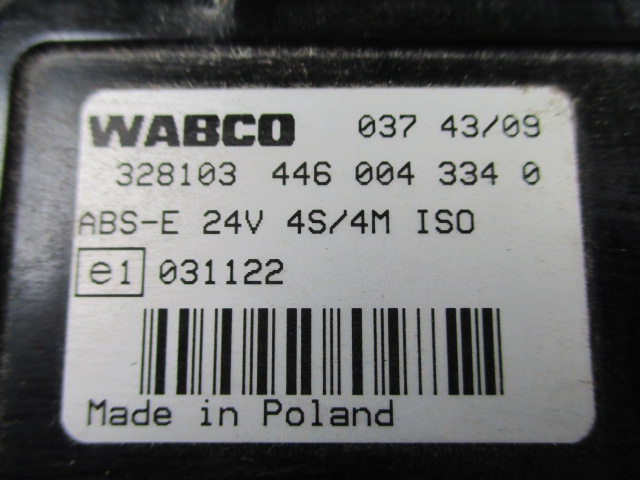 WABCO 037 43/09
328103 446 004 334 0
ABS-E 24V 4S/4M ISO
e1 031122
Made in Poland